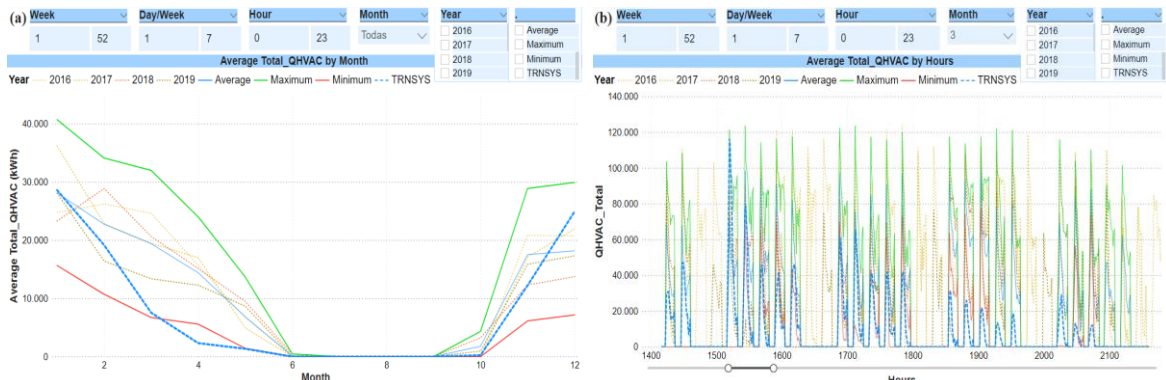 (a) Week Day/Week Hour Month Year .
1 52 1 7 0 23 Todas
2016 Average
2017 Maximum
2018 Minimum
2019 TRNSYS
Average Total_QHVAC by Month
Year 2016 2017 2018 2019 Average Maximum Minimum TRNSYS
Average Total_QHVAC (kWh)
40.000
30.000
20.000
10.000
0
2 4 6 8 10 12
Month
(b) Week Day/Week Hour Month Year .
1 52 1 7 0 23 3
2016 Average
2017 Maximum
2018 Minimum
2019 TRNSYS
Average Total_QHVAC by Hours
Year 2016 2017 2018 2019 Average Maximum Minimum TRNSYS
QHVAC_Total
140.000
120.000
100.000
80.000
60.000
40.000
20.000
0
1400 1500 1600 1700 1800 1900 2000 2100
Hours